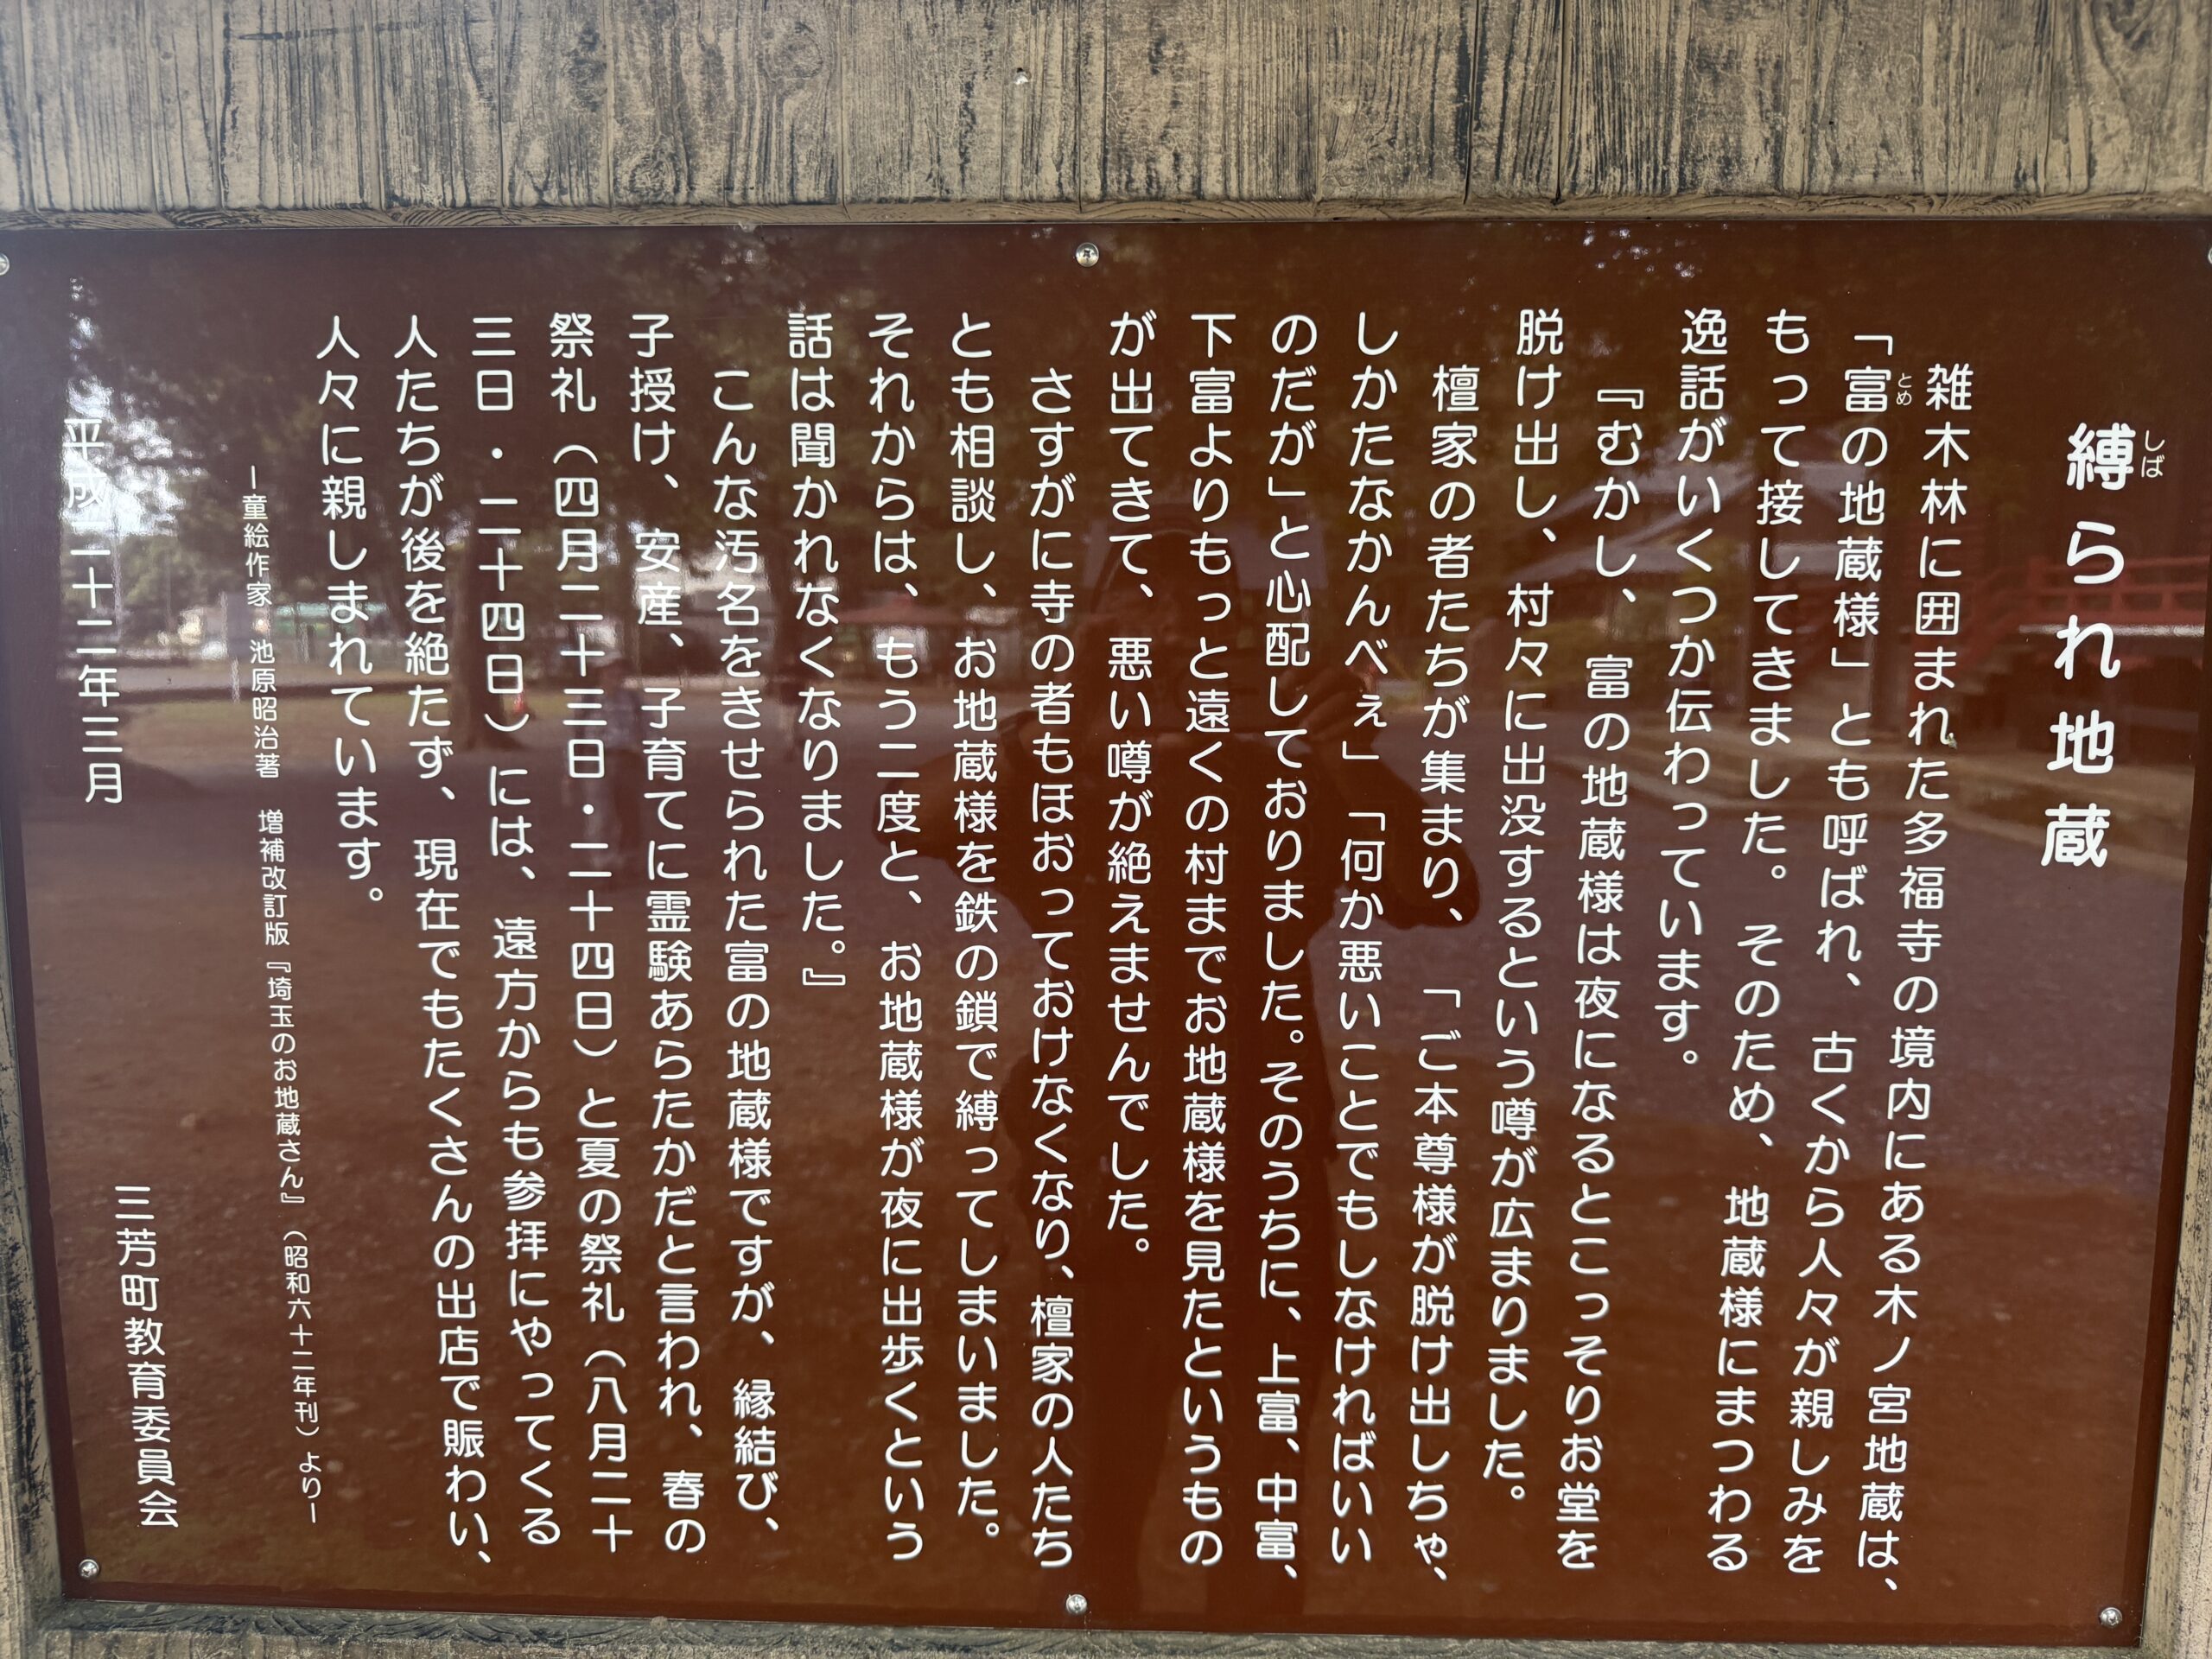 縛られ地蔵
しば
雑木林に囲まれた多福寺の境内にある木ノ宮地蔵は、
「富の地蔵様」とも呼ばれ、古くから人々が親しみを
とめ
もって接してきました。そのため、地蔵様にまつわる
逸話がいくつか伝わっています。
『むかし、富の地蔵様は夜になるとこっそりお堂を
脱け出し、村々に出没するという噂が広まりました。
檀家の者たちが集まり、「ご本尊様が脱け出しちゃ、
しかたなかんべぇ」「何か悪いことでもしなければいい
のだが」と心配しておりました。そのうちに、上富、中富、
下富よりもっと遠くの村までお地蔵様を見たというもの
が出てきて、悪い噂が絶えませんでした。
さすがに寺の者もほおっておけなくなり、檀家の人たち
とも相談し、お地蔵様を鉄の鎖で縛ってしまいました。
それからは、もう二度と、お地蔵様が夜に出歩くという
話は聞かれなくなりました。』
こんな汚名をきせられた富の地蔵様ですが、縁結び、
子授け、安産、子育てに霊験あらたかだと言われ、春の
祭礼（四月二十三日・二十四日）と夏の祭礼（八月二十
三日・二十四日）には、遠方からも参拝にやってくる
人たちが後を絶たず、現在でもたくさんの出店で賑わい、
人々に親しまれています。
ー童絵作家　池原昭治著　増補改訂版『埼玉のお地蔵さん』（昭和六十二年刊）よりー
平成二十二年三月
三芳町教育委員会